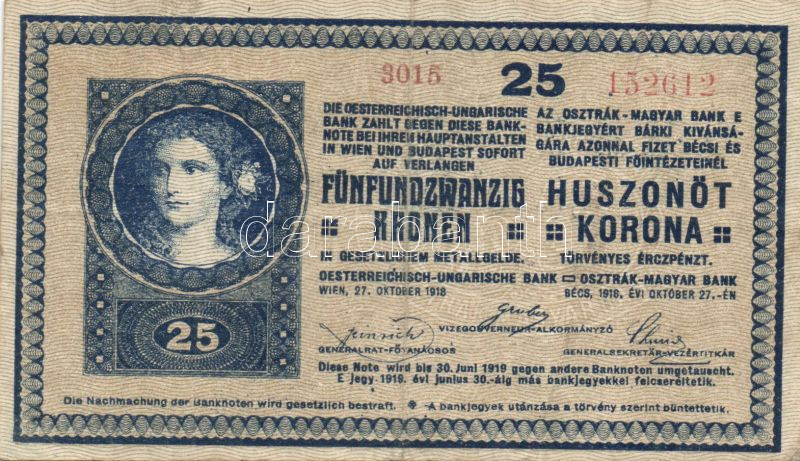 3015 25 152612
DIE OESTERREICHISCH-UNGARISCHE
BANK ZAHLT GEGEN DIESE BANK-
NOTE BEI IHREN HAUPTANSTALTEN
IN WIEN UND BUDAPEST SOFORT
AUF VERLANGEN
FÜNFUNDZWANZIG
KRONEN
IN GESETZLICHEM METALLGELDE.
OESTERREICHISCH-UNGARISCHE BANK
WIEN, 27. OKTOBER 1918
AZ OSZTRÁK-MAGYAR BANK E
BANKJEGYÉRT BÁRKI KIVÁNSÁ-
GÁRA AZONNAL FIZET BÉCSI ÉS
BUDAPESTI FŐINTÉZETEINÉL
HUSZONÖT
KORONA
TÖRVÉNYES ÉRCZPÉNZT.
OSZTRÁK-MAGYAR BANK
BÉCS, 1918. ÉVI OKTÓBER 27.-ÉN
darabanth
25
Gruber
VIZEGOUVERNEUR-ALKORMÁNYZÓ
GENERALRAT-FŐTANÁCSOS
GENERALSEKRETÄR-VEZÉRTITKÁR
Diese Note wird bis 30. Juni 1919 gegen andere Banknoten umgetauscht.
E jegy 1919. évi junius 30.-áig más bankjegyekkel felcseréltetik.
Die Nachmachung der Banknoten wird gesetzlich bestraft. A bankjegyek utánzása a törvény szerint büntettetik.